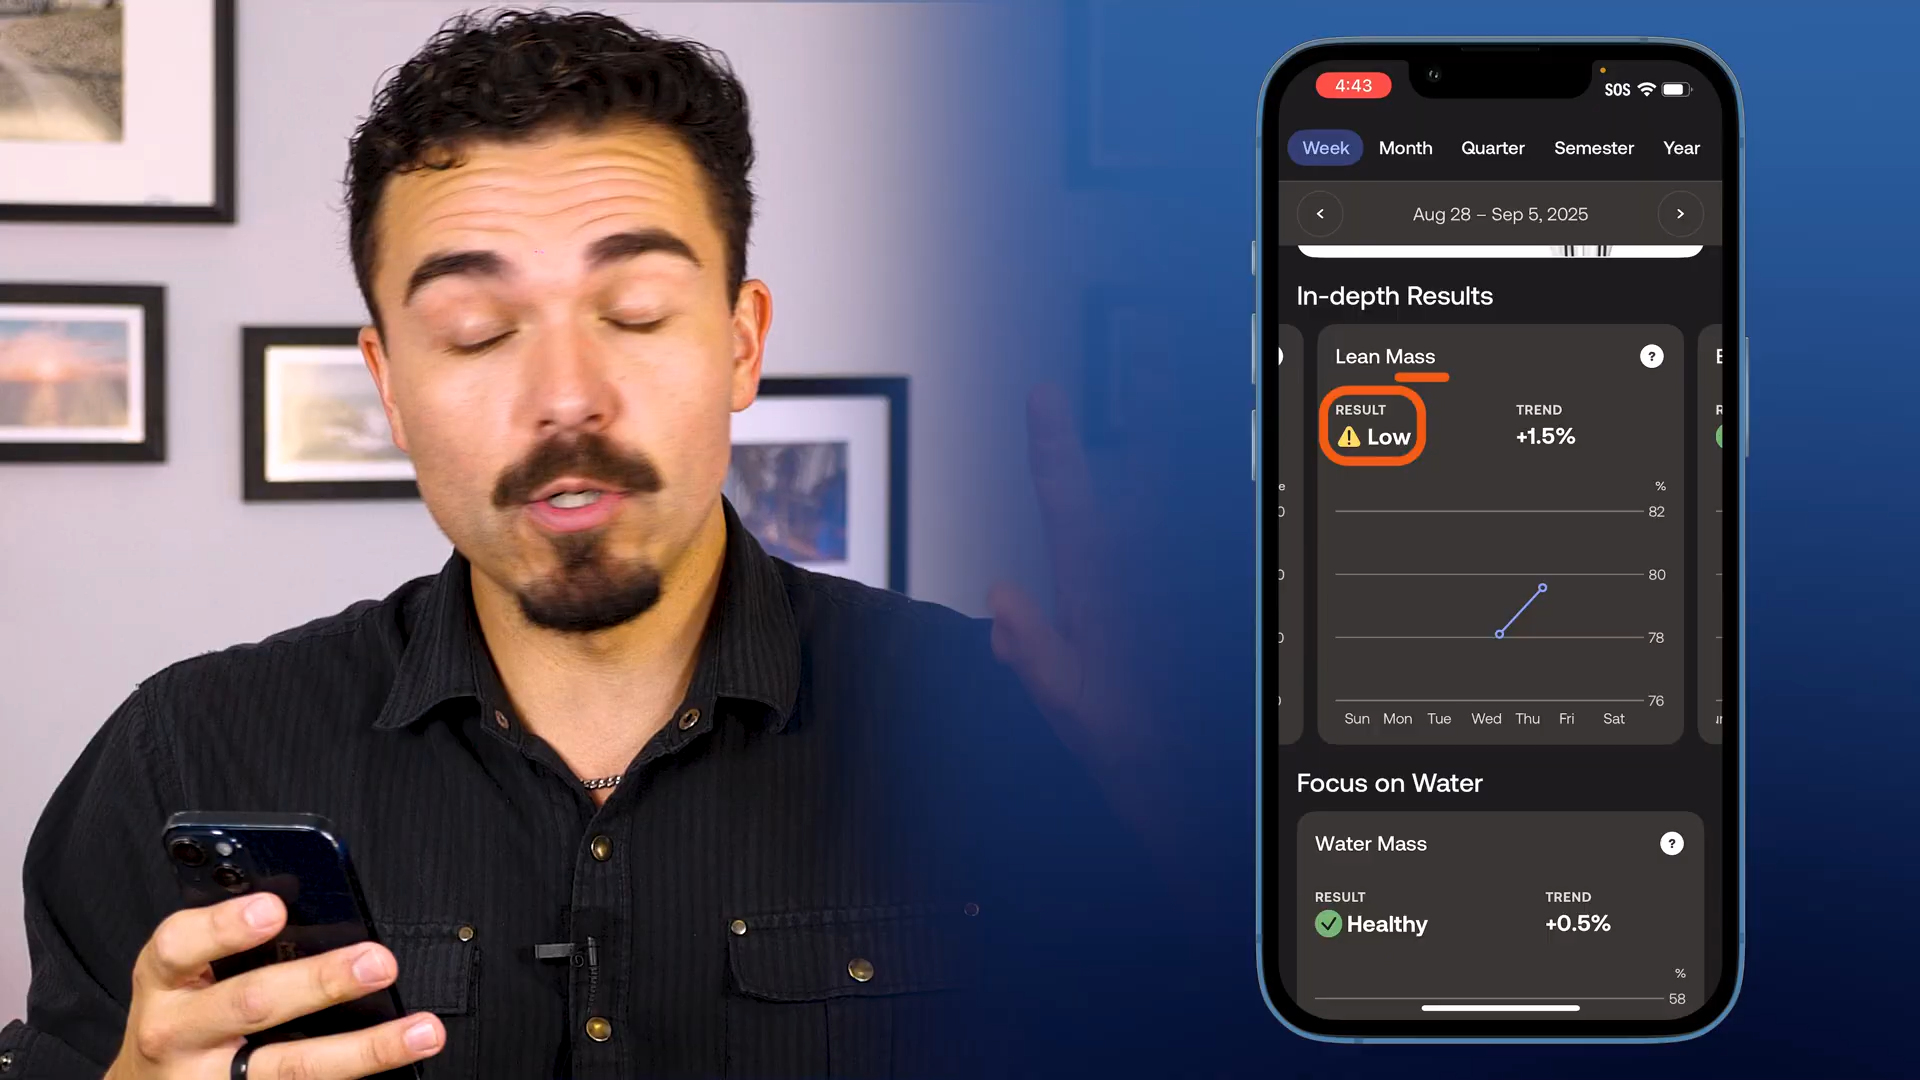 4:43
SOS
Week Month Quarter Semester Year
Aug 28 – Sep 5, 2025
In-depth Results
Lean Mass ?
RESULT TREND
Low +1.5%
%
82
80
78
76
Sun Mon Tue Wed Thu Fri Sat
Focus on Water
Water Mass ?
RESULT TREND
Healthy +0.5%
%
58